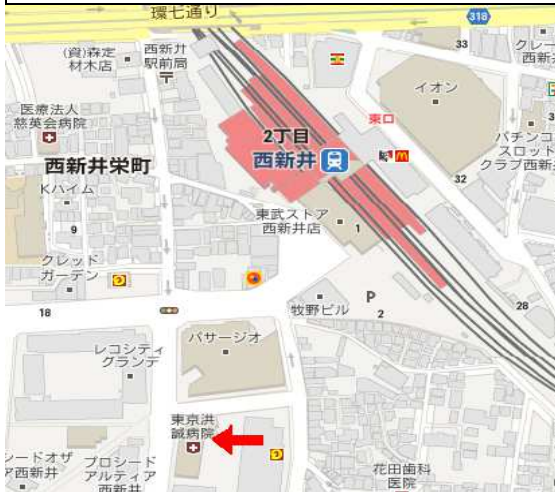 環七通り
318
(資)森定
材木店
西新井
駅前局
33
クレー
西新井
イオン
医療法人
慈英会病院
東口
2丁目
西新井
パチンコ
スロット
クラブ西新井
西新井栄町
Kハイム
32
9
東武ストア
西新井店
1
クレッド
ガーデン
P
28
18
牧野ビル
2
パサージオ
レコシティ
グランデ
東京洪
誠病院
シードオザ
ア西新井
プロシード
アルティア
西新井
花田歯科
医院